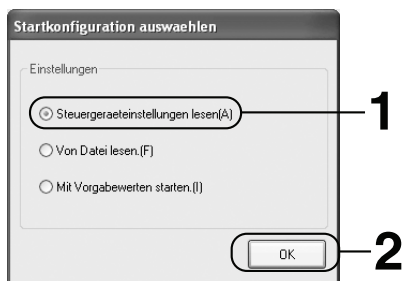 Startkonfiguration auswaehlen
Einstellungen
Steuergeraeteinstellungen lesen(A)
1
Von Datei lesen.(F)
Mit Vorgabewerten starten.(I)
OK
2